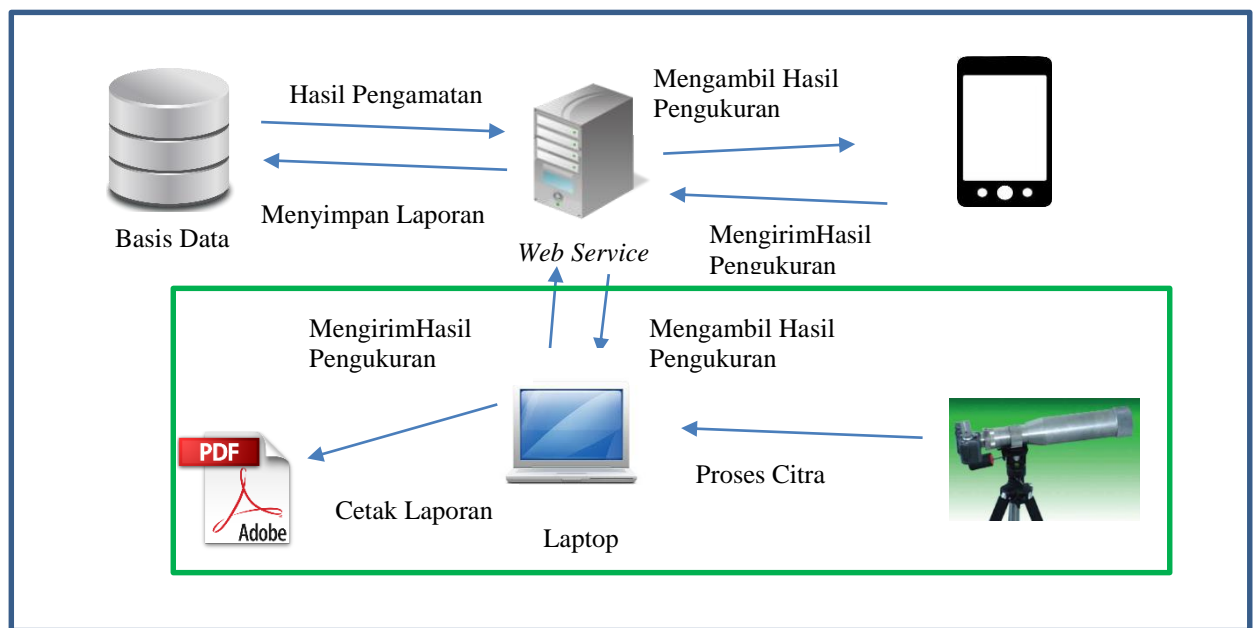 Hasil Pengamatan
Mengambil Hasil
Pengukuran
Menyimpan Laporan
Basis Data
Web Service
MengirimHasil
Pengukuran
MengirimHasil
Pengukuran
Mengambil Hasil
Pengukuran
PDF
Adobe
Cetak Laporan
Proses Citra
Laptop